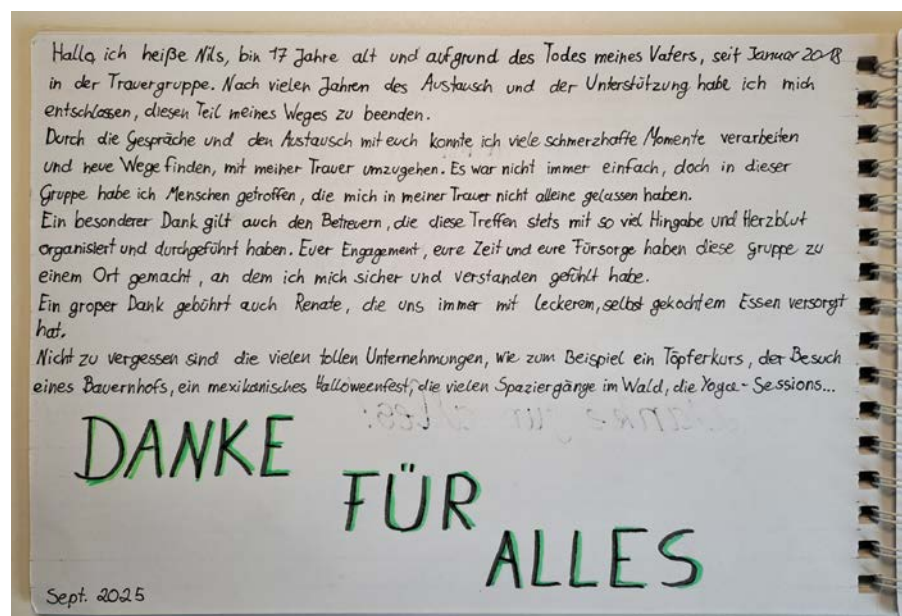 Hallo, ich heiße Nils, bin 17 Jahre alt und aufgrund des Todes meines Vaters, seit Januar 2018
in der Trauergruppe. Nach vielen Jahren des Austausch und der Unterstützung habe ich mich
entschlossen, diesen Teil meines Weges zu beenden.
Durch die Gespräche und den Austausch mit euch konnte ich viele schmerzhafte Momente verarbeiten
und neue Wege finden, mit meiner Trauer umzugehen. Es war nicht immer einfach, doch in dieser
Gruppe habe ich Menschen getroffen, die mich in meiner Trauer nicht alleine gelassen haben.
Ein besonderer Dank gilt auch den Betreuern, die diese Treffen stets mit so viel Hingabe und Herzblut
organisiert und durchgeführt haben. Euer Engagement, eure Zeit und eure Fürsorge haben diese Gruppe zu
einem Ort gemacht, an dem ich mich sicher und verstanden gefühlt habe.
Ein großer Dank gebührt auch Renate, die uns immer mit leckerem, selbst gekochtem Essen versorgt
hat.
Nicht zu vergessen sind die vielen tollen Unternehmungen, wie zum Beispiel ein Töpferkurs, der Besuch
eines Bauernhofs, ein mexikanisches Halloweenfest, die vielen Spaziergänge im Wald, die Yoga-Sessions...
DANKE
FÜR
ALLES
Sept. 2025